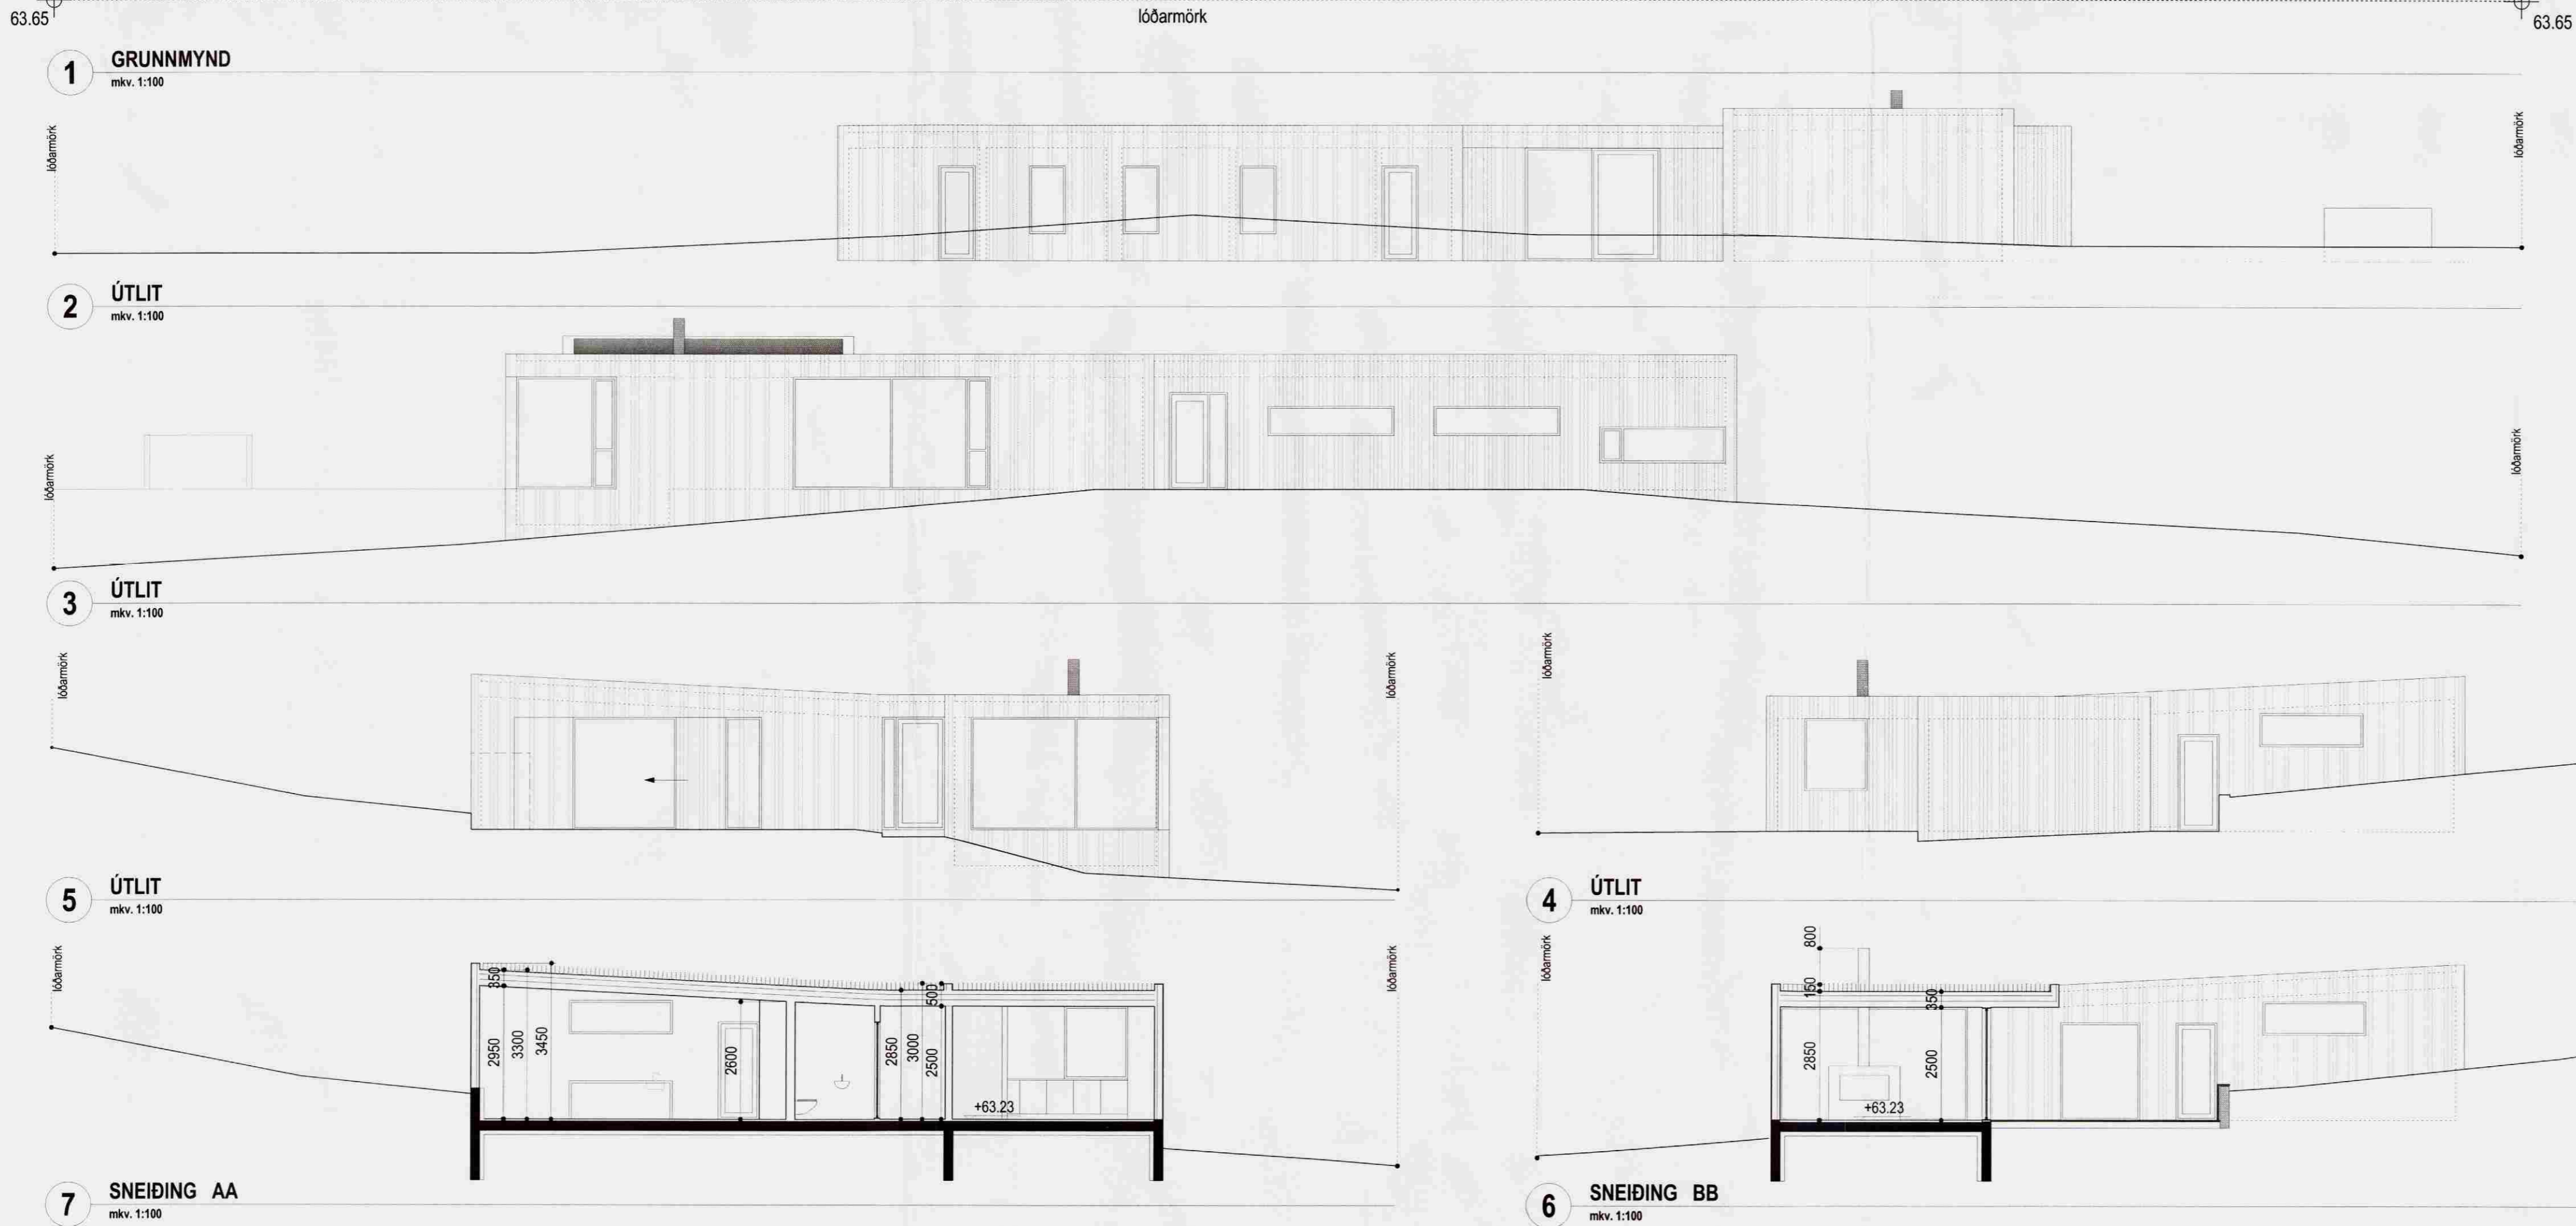 63.65
lóðarmörk
63.65
1 GRUNNMYND
mkv. 1:100
lóðarmörk
lóðarmörk
2 ÚTLIT
mkv. 1:100
lóðarmörk
lóðarmörk
3 ÚTLIT
mkv. 1:100
lóðarmörk
lóðarmörk
lóðarmörk
5 ÚTLIT
mkv. 1:100
4 ÚTLIT
mkv. 1:100
lóðarmörk
350
2950
3300
3450
2600
2850
3000
500
2500
+63.23
lóðarmörk
lóðarmörk
800
150
350
2850
2500
+63.23
7 SNEIÐING AA
mkv. 1:100
6 SNEIÐING BB
mkv. 1:100